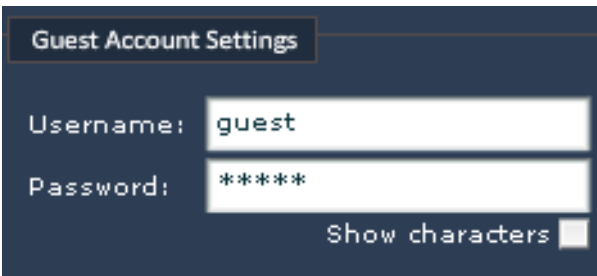 Guest Account Settings
Username: guest
Password: *****
Show characters